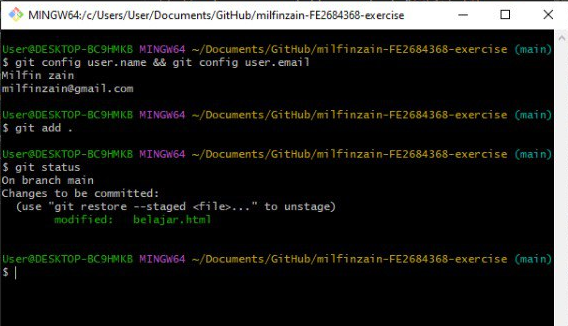 MINGW64:/c/Users/User/Documents/GitHub/milfinzain-FE2684368-exercise
User@DESKTOP-BC9HMKB MINGW64 ~/Documents/GitHub/milfinzain-FE2684368-exercise (main)
$ git config user.name && git config user.email
Milfin zain
milfinzain@gmail.com
User@DESKTOP-BC9HMKB MINGW64 ~/Documents/GitHub/milfinzain-FE2684368-exercise (main)
$ git add .
User@DESKTOP-BC9HMKB MINGW64 ~/Documents/GitHub/milfinzain-FE2684368-exercise (main)
$ git status
On branch main
Changes to be committed:
  (use "git restore --staged <file>..." to unstage)
        modified:   belajar.html
User@DESKTOP-BC9HMKB MINGW64 ~/Documents/GitHub/milfinzain-FE2684368-exercise (main)
$